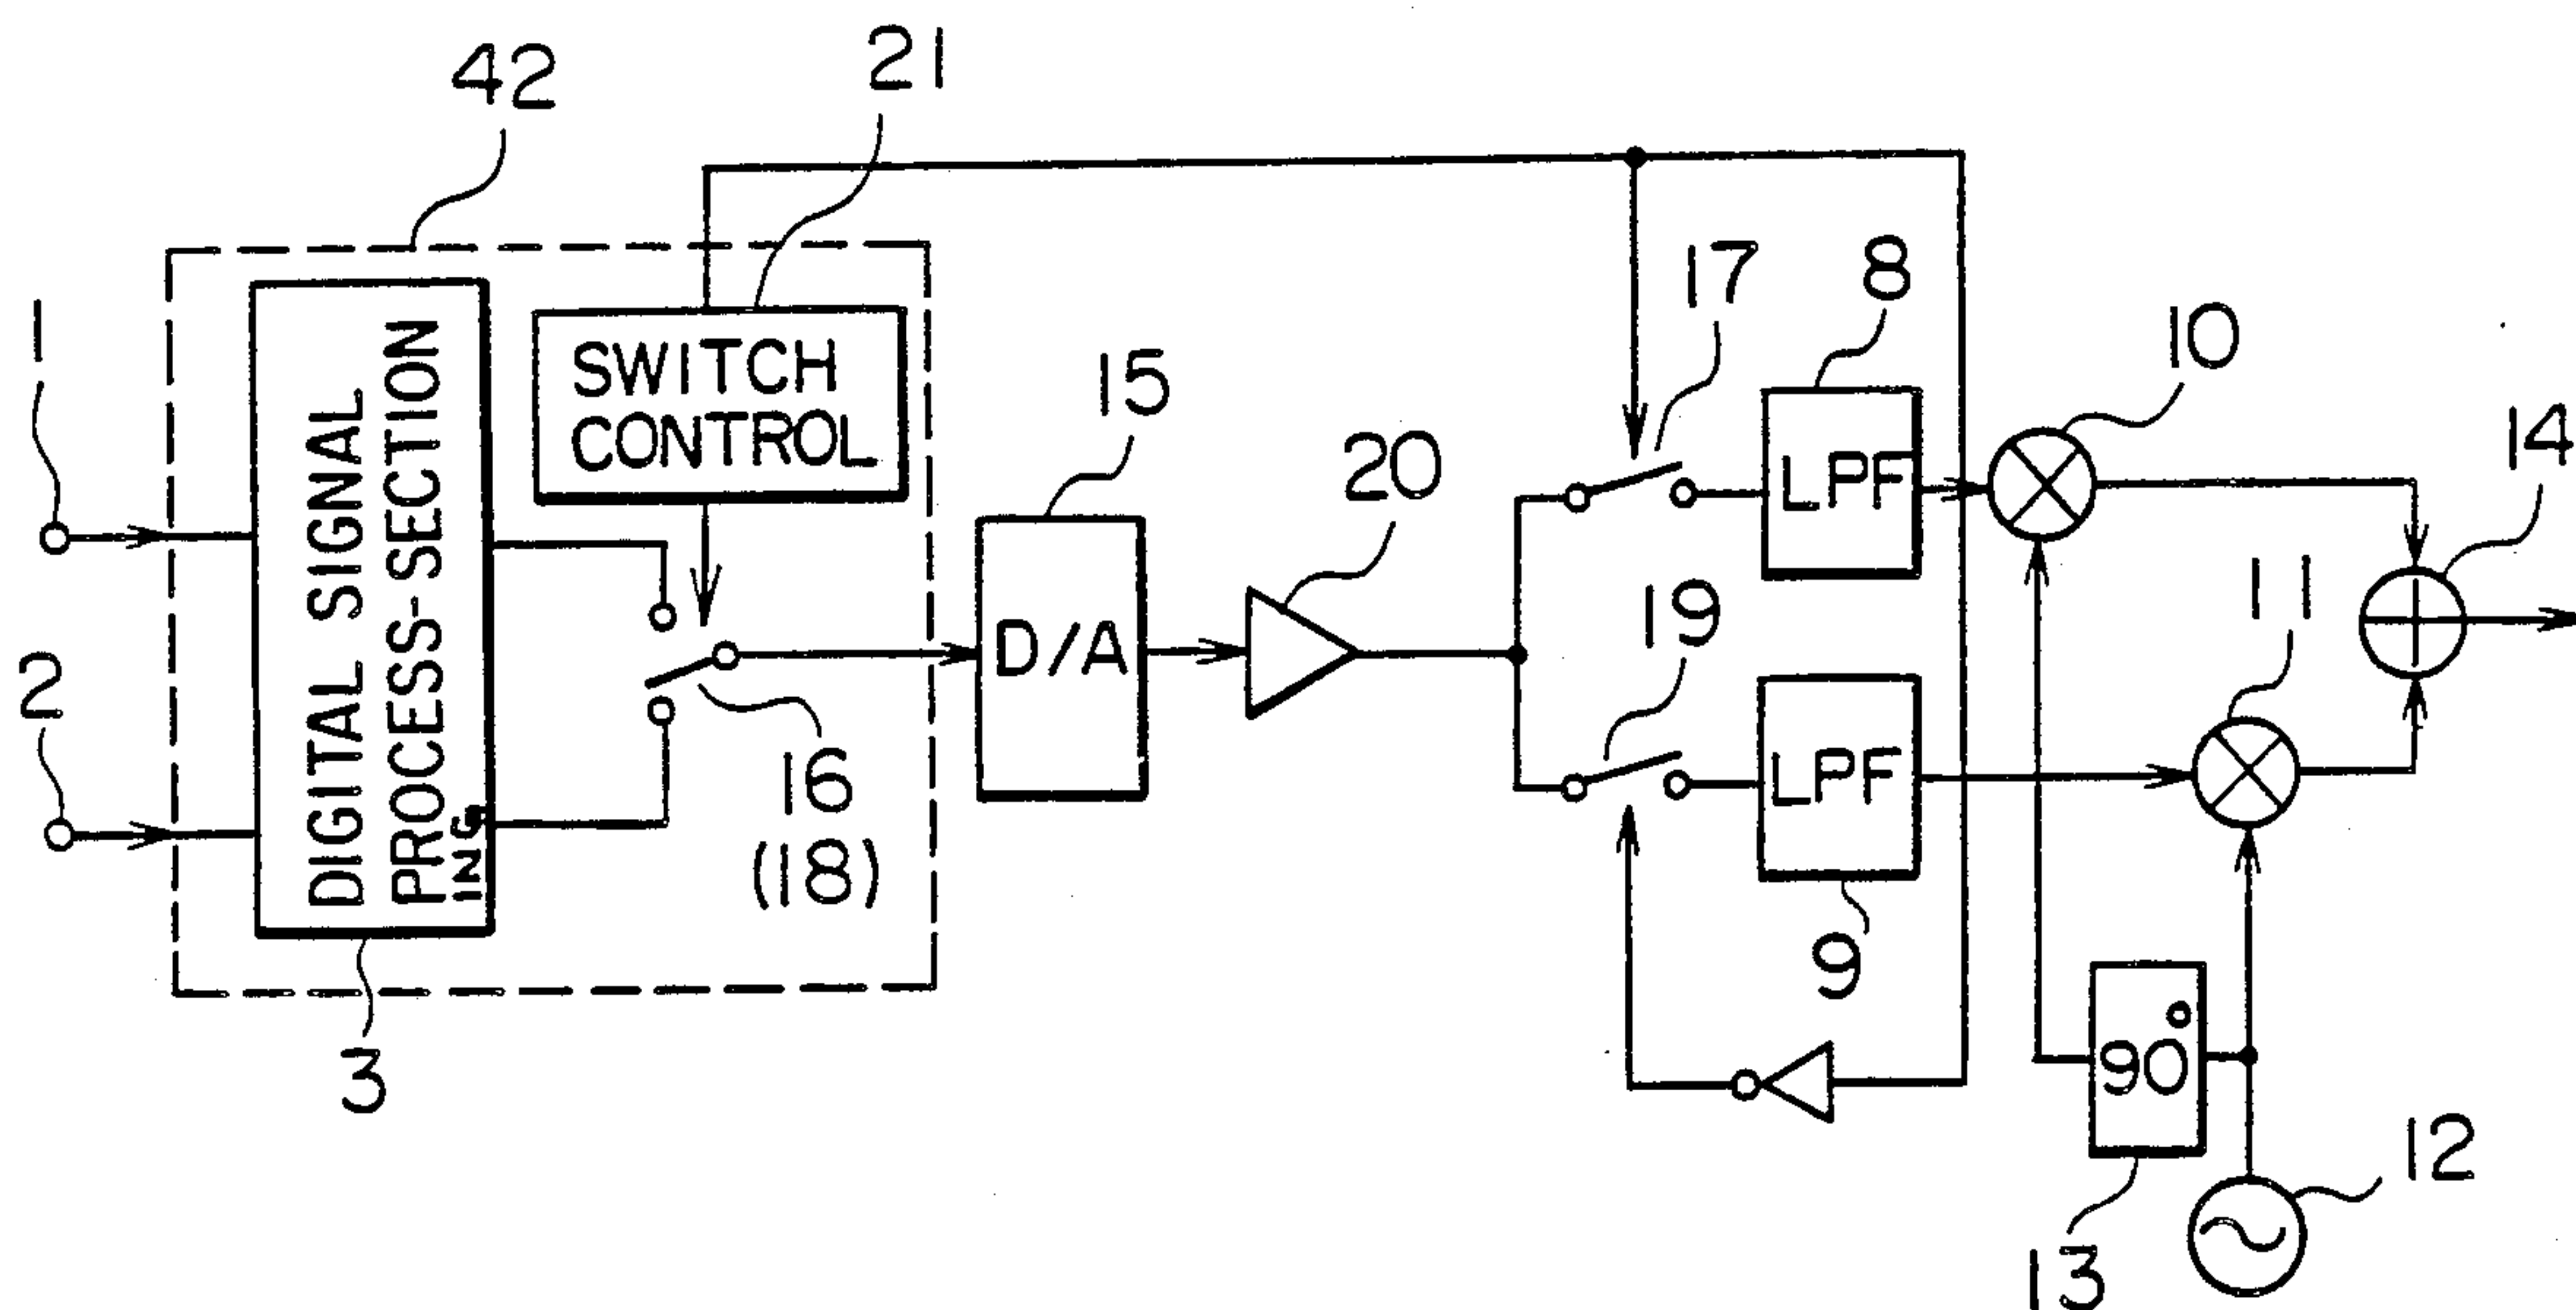 42
21
1
2
DIGITAL SIGNAL
PROCESS-SECTION
ING
3
SWITCH
CONTROL
16
(18)
15
D/A
20
17
8
LPF
19
LPF
9
10
11
14
90°
13
12